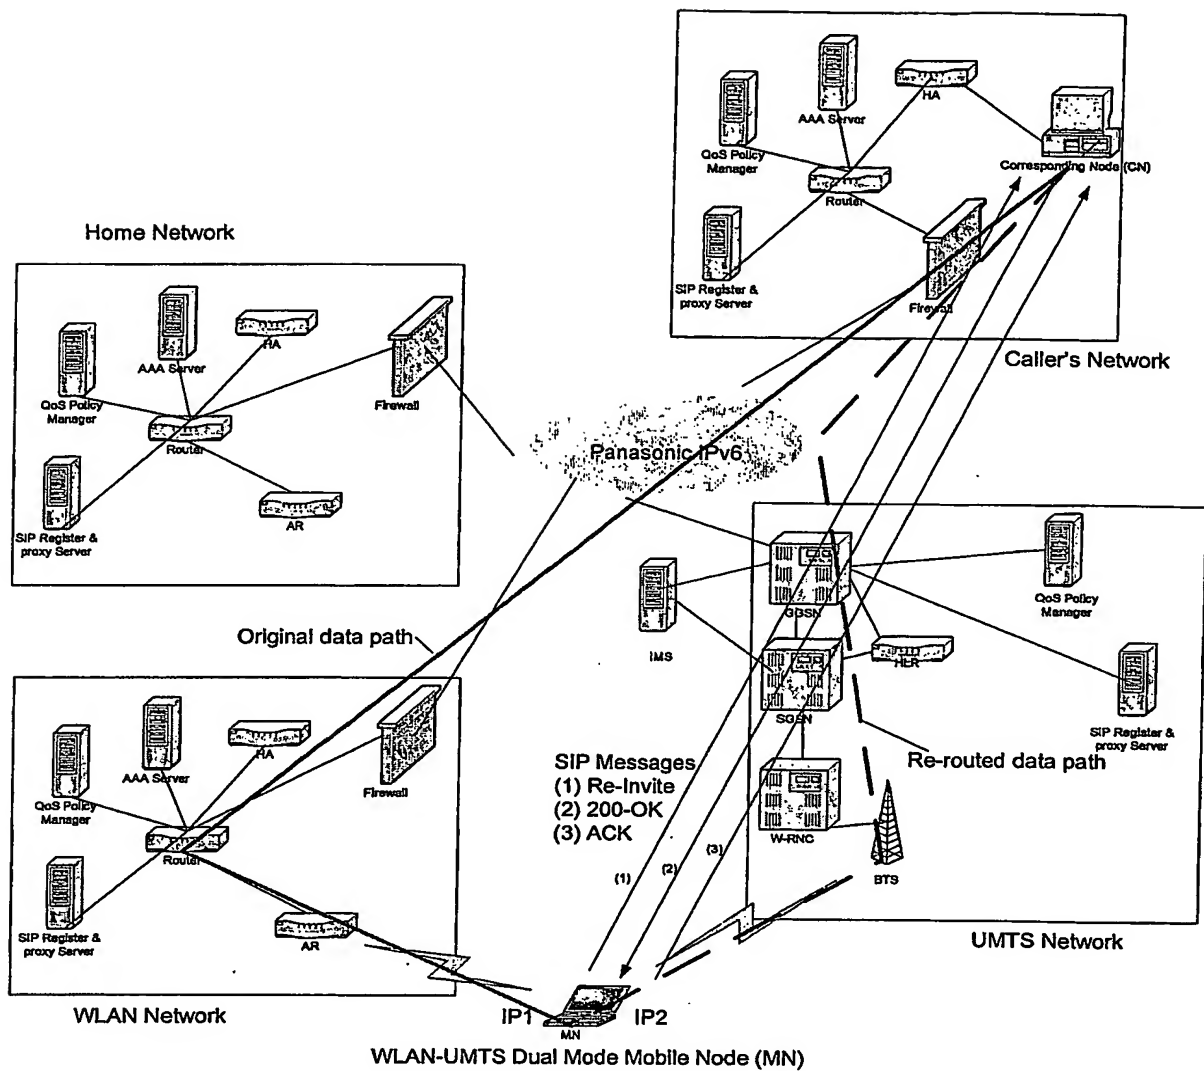 AAA Server
HA
QoS Policy
Manager
Corresponding Node (CN)
Router
SIP Register &
proxy Server
Firewall
Caller's Network
Home Network
AAA Server
HA
QoS Policy
Manager
Firewall
Router
SIP Register &
proxy Server
AR
Panasonic IPv6
Original data path
GGSN
QoS Policy
Manager
IMS
HLR
SGSN
SIP Register &
proxy Server
Re-routed data path
W-RNC
BTS
UMTS Network
SIP Messages
(1) Re-Invite
(2) 200-OK
(3) ACK
(1)
(2)
(3)
AAA Server
HA
QoS Policy
Manager
Firewall
Router
SIP Register &
proxy Server
AR
WLAN Network
IP1
IP2
MN
WLAN-UMTS Dual Mode Mobile Node (MN)